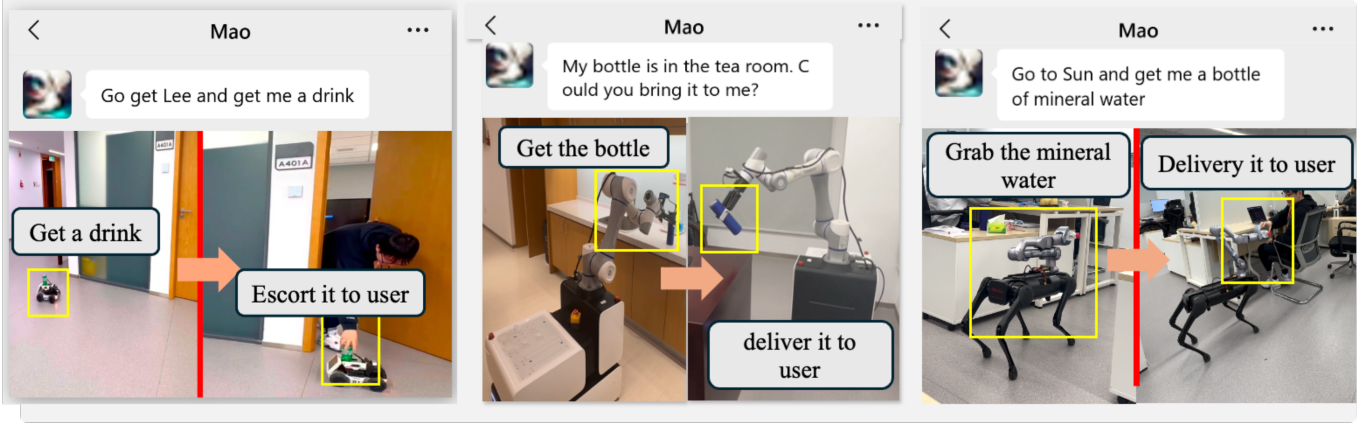 Mao
Go get Lee and get me a drink
A401A
A401A
Get a drink
Escort it to user
Mao
My bottle is in the tea room. C
ould you bring it to me?
Get the bottle
deliver it to
user
Mao
Go to Sun and get me a bottle
of mineral water
Grab the mineral
water
Delivery it to user